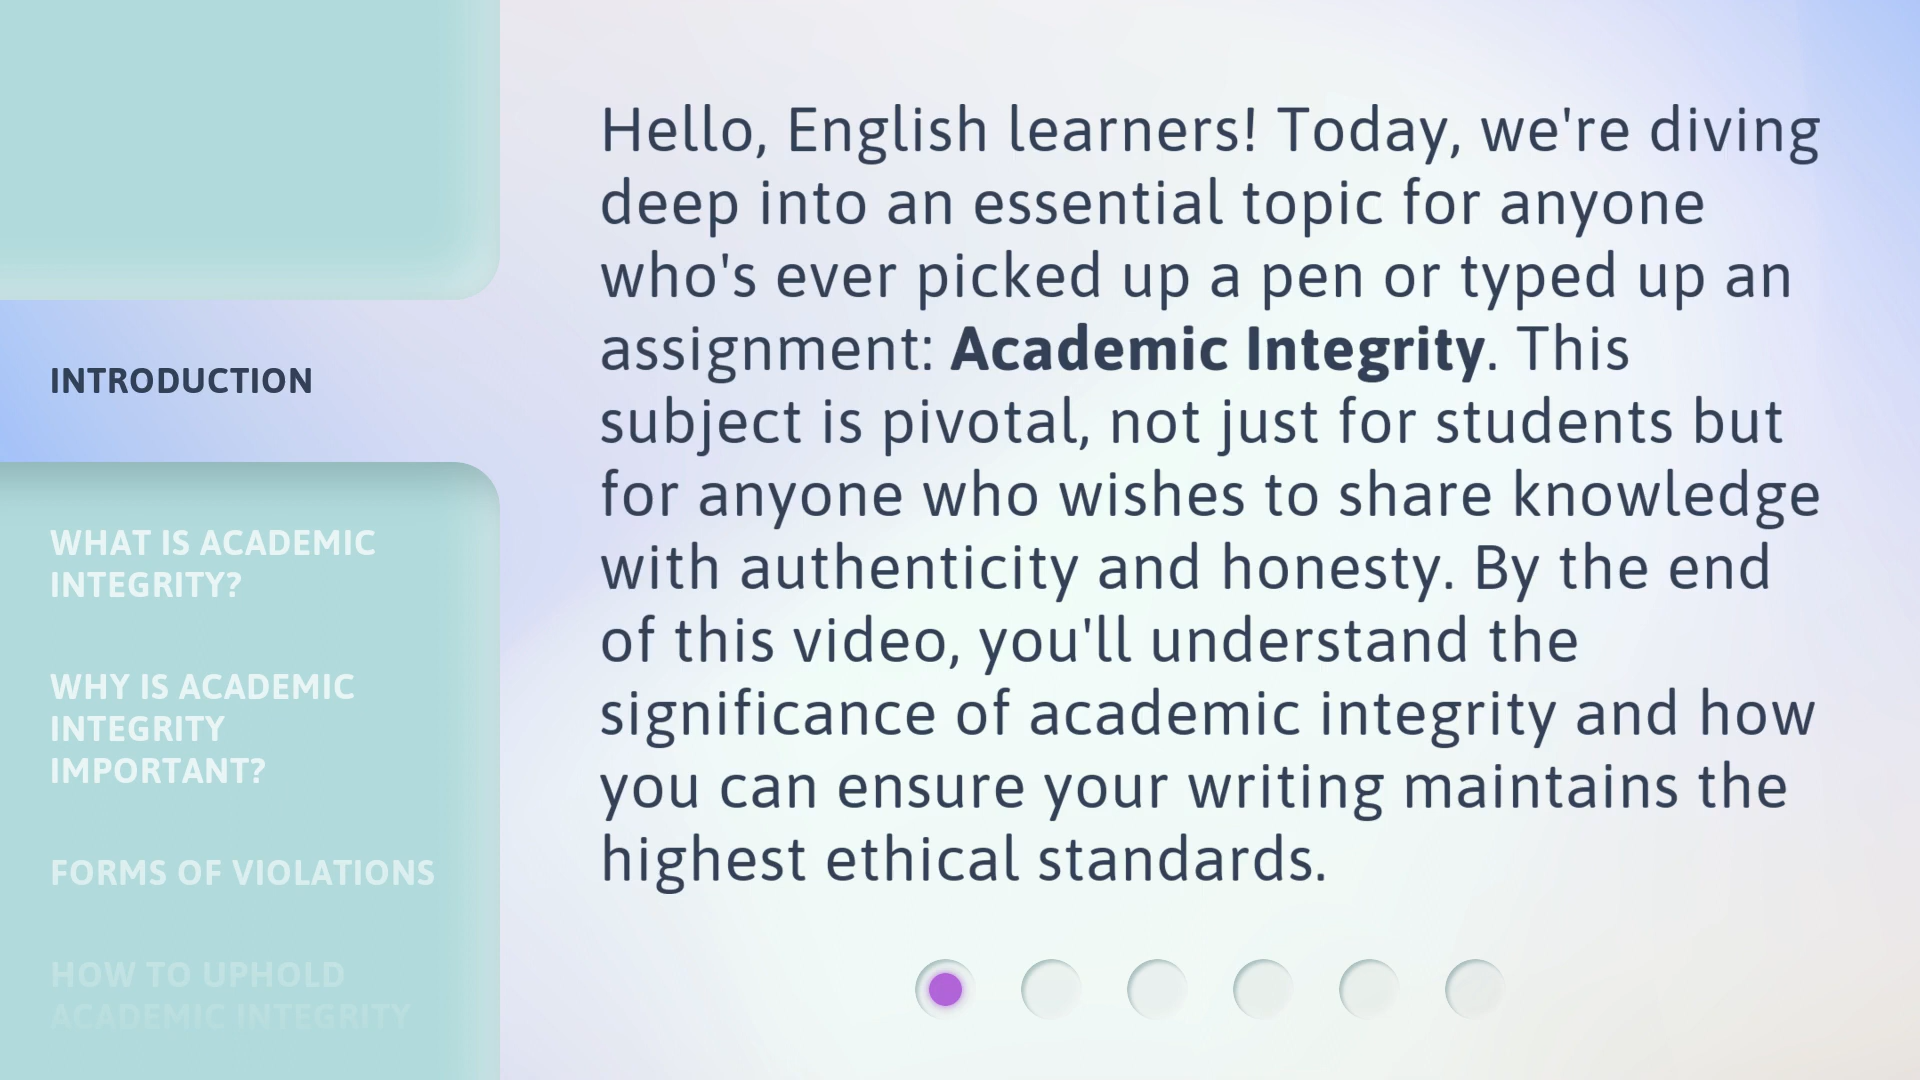 INTRODUCTION
WHAT IS ACADEMIC
INTEGRITY?
WHY IS ACADEMIC
INTEGRITY
IMPORTANT?
FORMS OF VIOLATIONS
HOW TO UPHOLD
ACADEMIC INTEGRITY
Hello, English learners! Today, we're diving
deep into an essential topic for anyone
who's ever picked up a pen or typed up an
assignment: Academic Integrity. This
subject is pivotal, not just for students but
for anyone who wishes to share knowledge
with authenticity and honesty. By the end
of this video, you'll understand the
significance of academic integrity and how
you can ensure your writing maintains the
highest ethical standards.